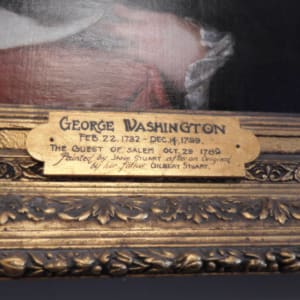 GEORGE WASHINGTON
FEB. 22. 1732 - DEC. 14. 1799.
THE GUEST OF SALEM OCT. 29 1789
Painted by JANE STUART after an Original
by her father GILBERT STUART.